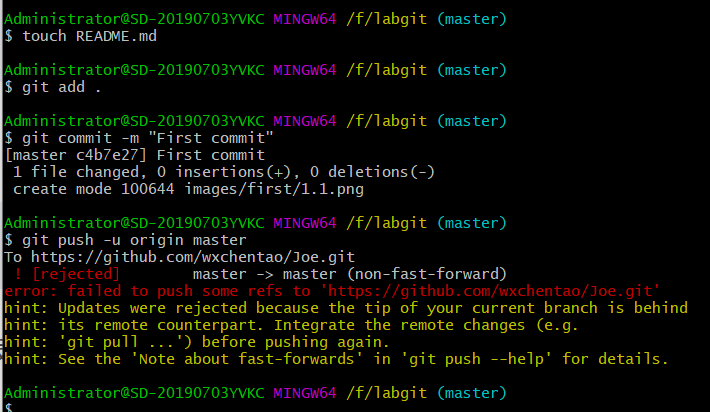 Administrator@SD-20190703YVKC MINGW64 /f/labgit (master)
$ touch README.md
Administrator@SD-20190703YVKC MINGW64 /f/labgit (master)
$ git add .
Administrator@SD-20190703YVKC MINGW64 /f/labgit (master)
$ git commit -m "First commit"
[master c4b7e27] First commit
 1 file changed, 0 insertions(+), 0 deletions(-)
 create mode 100644 images/first/1.1.png
Administrator@SD-20190703YVKC MINGW64 /f/labgit (master)
$ git push -u origin master
To https://github.com/wxchentao/Joe.git
 ! [rejected]        master -> master (non-fast-forward)
error: failed to push some refs to 'https://github.com/wxchentao/Joe.git'
hint: Updates were rejected because the tip of your current branch is behind
hint: its remote counterpart. Integrate the remote changes (e.g.
hint: 'git pull ...') before pushing again.
hint: See the 'Note about fast-forwards' in 'git push --help' for details.
Administrator@SD-20190703YVKC MINGW64 /f/labgit (master)
$